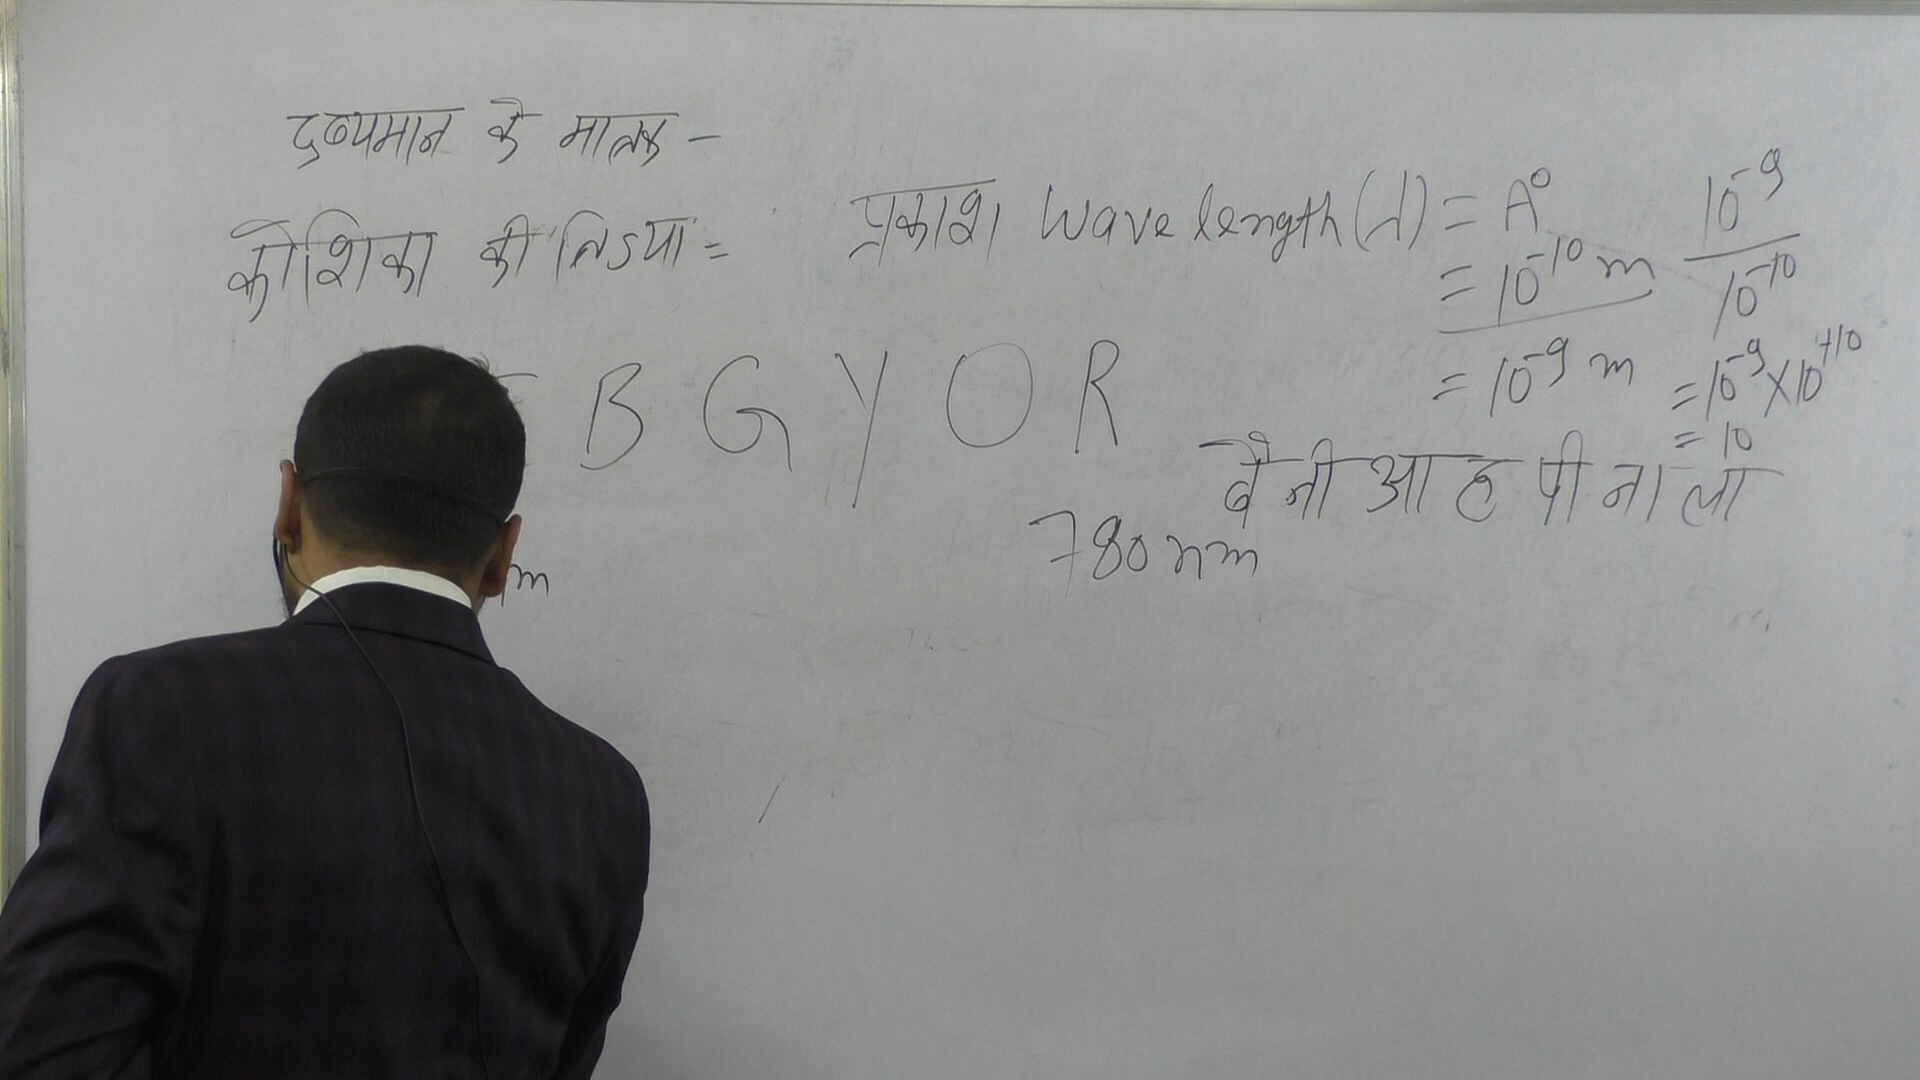 द्रव्यमान के मात्रक -
कोशिका की त्रिज्या =
प्रकाश Wave length (λ) = A°
= 10⁻¹⁰ m
= 10⁻⁹ m
10⁻⁹
10⁻¹⁰
= 10⁻⁹ × 10⁺¹⁰
= 10
B G Y O R
बैनीआहपीनाला
780 nm
m